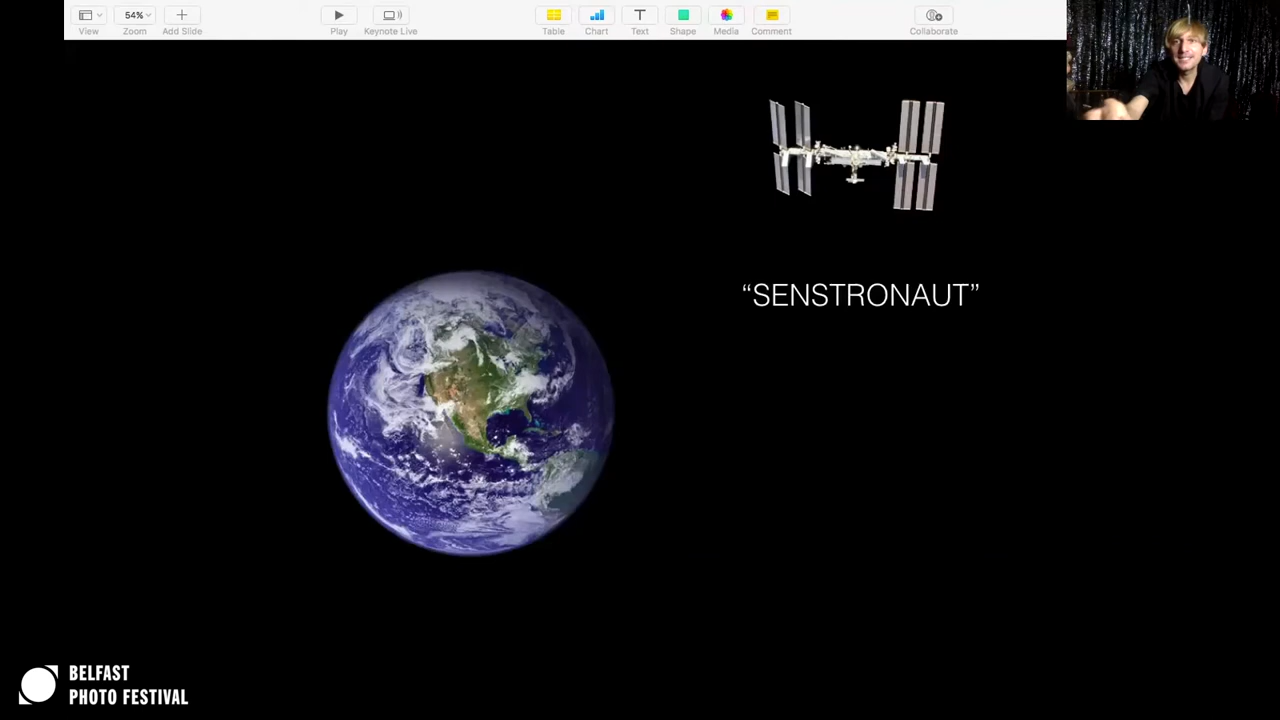 54%
View
Zoom
Add Slide
Play
Keynote Live
Table
Chart
Text
Shape
Media
Comment
Collaborate
“SENSTRONAUT”
BELFAST
PHOTO FESTIVAL